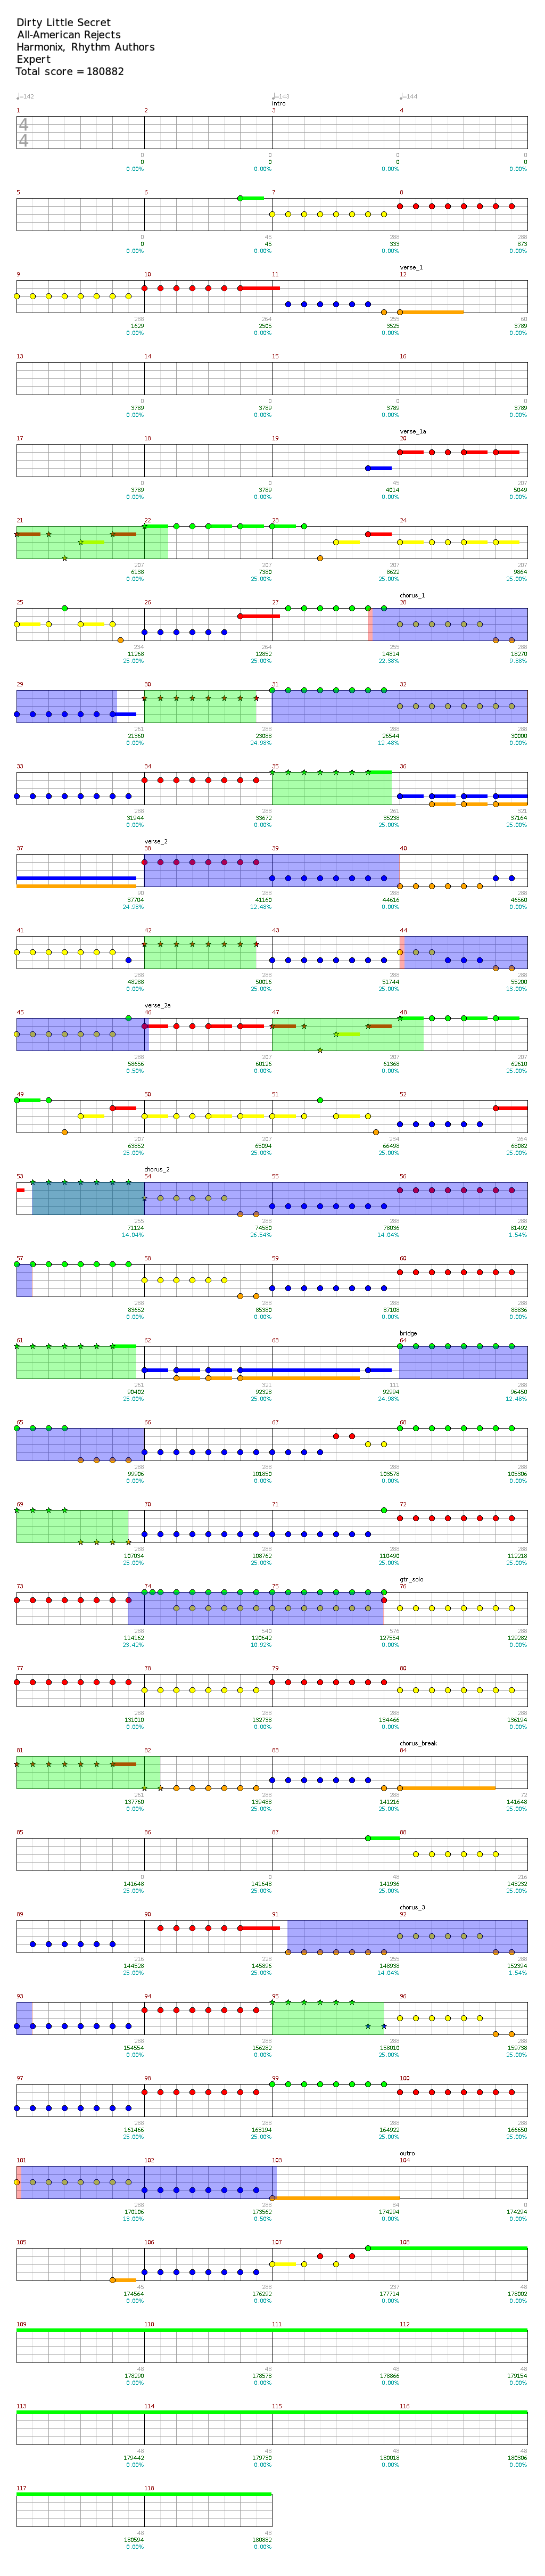 Dirty Little Secret
All-American Rejects
Harmonix, Rhythm Authors
Expert
Total score = 180882
♩=142 ♩=143 ♩=144
intro
1 2 3 4
4
4
0 0 0 0
0 0 0 0
0.00% 0.00% 0.00% 0.00%
5 6 7 8
0 45 288 288
0 45 333 873
0.00% 0.00% 0.00% 0.00%
verse_1
9 10 11 12
288 264 255 60
1629 2505 3525 3789
0.00% 0.00% 0.00% 0.00%
13 14 15 16
0 0 0 0
3789 3789 3789 3789
0.00% 0.00% 0.00% 0.00%
verse_1a
17 18 19 20
0 0 45 207
3789 3789 4014 5049
0.00% 0.00% 0.00% 0.00%
21 22 23 24
207 207 207 207
6138 7380 8622 9864
0.00% 25.00% 25.00% 25.00%
chorus_1
25 26 27 28
234 264 255 288
11268 12852 14814 18270
25.00% 25.00% 22.38% 9.88%
29 30 31 32
261 288 288 288
21360 23088 26544 30000
0.00% 24.98% 12.48% 0.00%
33 34 35 36
288 288 261 321
31944 33672 35238 37164
0.00% 0.00% 25.00% 25.00%
verse_2
37 38 39 40
90 288 288 288
37704 41160 44616 46560
24.98% 12.48% 0.00% 0.00%
41 42 43 44
288 288 288 288
48288 50016 51744 55200
0.00% 25.00% 25.00% 13.00%
verse_2a
45 46 47 48
288 207 207 207
58656 60126 61368 62610
0.50% 0.00% 0.00% 25.00%
49 50 51 52
207 207 234 264
63852 65094 66498 68082
25.00% 25.00% 25.00% 25.00%
chorus_2
53 54 55 56
255 288 288 288
71124 74580 78036 81492
14.04% 26.54% 14.04% 1.54%
57 58 59 60
288 288 288 288
83652 85380 87108 88836
0.00% 0.00% 0.00% 0.00%
bridge
61 62 63 64
261 321 111 288
90402 92328 92994 96450
25.00% 25.00% 24.98% 12.48%
65 66 67 68
288 288 288 288
99906 101850 103578 105306
0.00% 0.00% 0.00% 0.00%
69 70 71 72
288 288 288 288
107034 108762 110490 112218
25.00% 25.00% 25.00% 25.00%
gtr_solo
73 74 75 76
288 540 576 288
114162 120642 127554 129282
23.42% 10.92% 0.00% 0.00%
77 78 79 80
288 288 288 288
131010 132738 134466 136194
0.00% 0.00% 0.00% 0.00%
chorus_break
81 82 83 84
261 288 288 72
137760 139488 141216 141648
0.00% 25.00% 25.00% 25.00%
85 86 87 88
0 0 48 216
141648 141648 141936 143232
25.00% 25.00% 25.00% 25.00%
chorus_3
89 90 91 92
216 228 255 288
144528 145896 148938 152394
25.00% 25.00% 14.04% 1.54%
93 94 95 96
288 288 288 288
154554 156282 158010 159738
0.00% 0.00% 25.00% 25.00%
97 98 99 100
288 288 288 288
161466 163194 164922 166650
25.00% 25.00% 25.00% 25.00%
outro
101 102 103 104
288 288 84 0
170106 173562 174294 174294
13.00% 0.50% 0.00% 0.00%
105 106 107 108
45 288 237 48
174564 176292 177714 178002
0.00% 0.00% 0.00% 0.00%
109 110 111 112
48 48 48 48
178290 178578 178866 179154
0.00% 0.00% 0.00% 0.00%
113 114 115 116
48 48 48 48
179442 179730 180018 180306
0.00% 0.00% 0.00% 0.00%
117 118
48 48
180594 180882
0.00% 0.00%